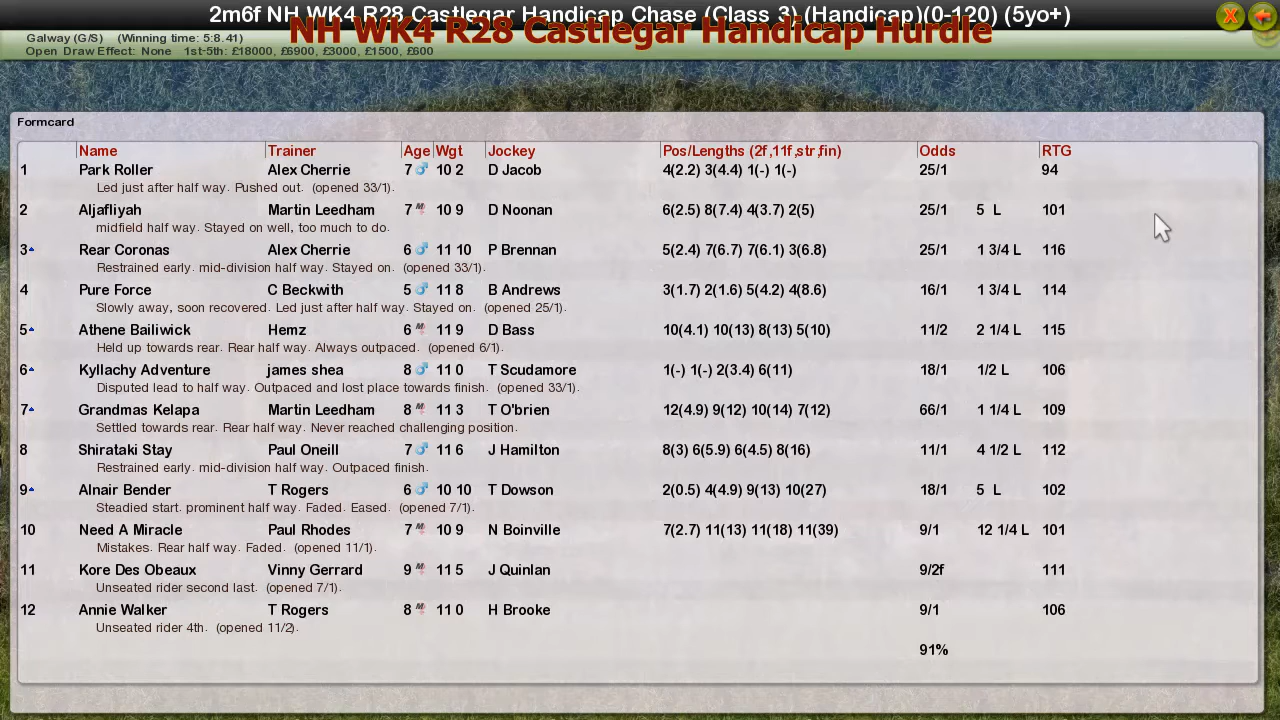 2m6f NH WK4 R28 Castlegar Handicap Chase (Class 3) (Handicap)(0-120) (5yo+)
NH WK4 R28 Castlegar Handicap Hurdle
Galway (G/S) (Winning time: 5:8.41)
Open Draw Effect: None 1st-5th: £18000, £6900, £3000, £1500, £600
Formcard
Name Trainer Age Wgt Jockey Pos/Lengths (2f,11f,str,fin) Odds RTG
1 Park Roller Alex Cherrie 7 10 2 D Jacob 4(2.2) 3(4.4) 1(-) 1(-) 25/1 94
Led just after half way. Pushed out. (opened 33/1).
2 Aljafliyah Martin Leedham 7 10 9 D Noonan 6(2.5) 8(7.4) 4(3.7) 2(5) 25/1 5 L 101
midfield half way. Stayed on well, too much to do.
3 Rear Coronas Alex Cherrie 6 11 10 P Brennan 5(2.4) 7(6.7) 7(6.1) 3(6.8) 25/1 1 3/4 L 116
Restrained early. mid-division half way. Stayed on. (opened 33/1).
4 Pure Force C Beckwith 5 11 8 B Andrews 3(1.7) 2(1.6) 5(4.2) 4(8.6) 16/1 1 3/4 L 114
Slowly away, soon recovered. Led just after half way. Stayed on. (opened 25/1).
5 Athene Bailiwick Hemz 6 11 9 D Bass 10(4.1) 10(13) 8(13) 5(10) 11/2 2 1/4 L 115
Held up towards rear. Rear half way. Always outpaced. (opened 6/1).
6 Kyllachy Adventure james shea 8 11 0 T Scudamore 1(-) 1(-) 2(3.4) 6(11) 18/1 1/2 L 106
Disputed lead to half way. Outpaced and lost place towards finish. (opened 33/1).
7 Grandmas Kelapa Martin Leedham 8 11 3 T O'brien 12(4.9) 9(12) 10(14) 7(12) 66/1 1 1/4 L 109
Settled towards rear. Rear half way. Never reached challenging position.
8 Shirataki Stay Paul Oneill 7 11 6 J Hamilton 8(3) 6(5.9) 6(4.5) 8(16) 11/1 4 1/2 L 112
Restrained early. mid-division half way. Outpaced finish.
9 Alnair Bender T Rogers 6 10 10 T Dowson 2(0.5) 4(4.9) 9(13) 10(27) 18/1 5 L 102
Steadied start. prominent half way. Faded. Eased. (opened 7/1).
10 Need A Miracle Paul Rhodes 7 10 9 N Boinville 7(2.7) 11(13) 11(18) 11(39) 9/1 12 1/4 L 101
Mistakes. Rear half way. Faded. (opened 11/1).
11 Kore Des Obeaux Vinny Gerrard 9 11 5 J Quinlan 9/2f 111
Unseated rider second last. (opened 7/1).
12 Annie Walker T Rogers 8 11 0 H Brooke 9/1 106
Unseated rider 4th. (opened 11/2).
91%